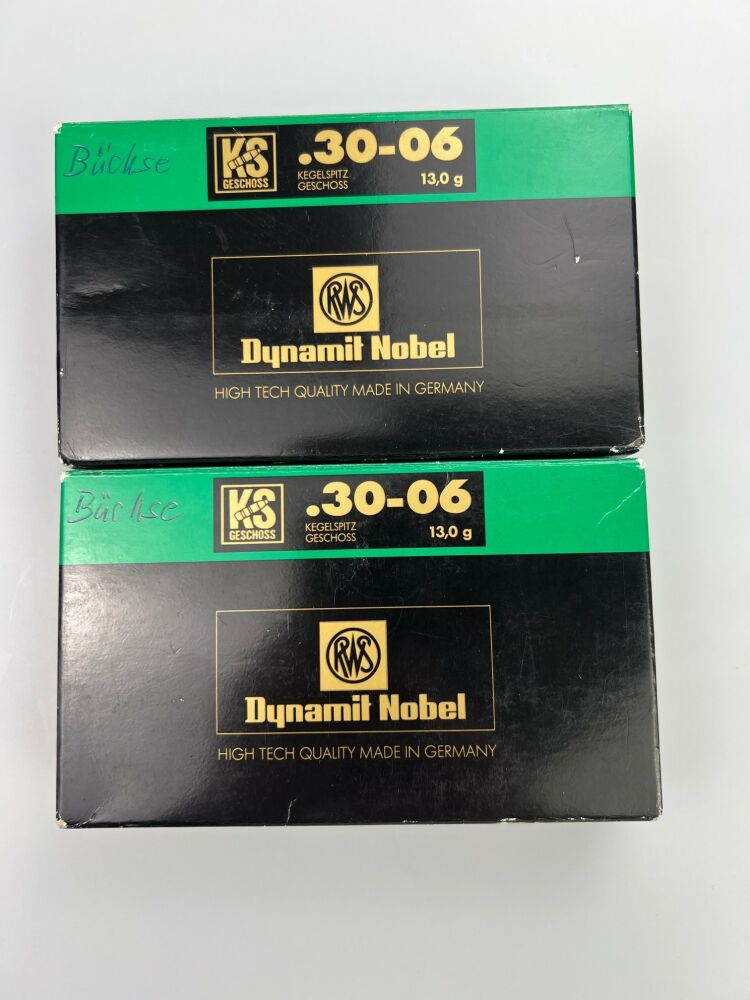 Büchse
KS
GESCHOSS
.30-06
KEGELSPITZ
GESCHOSS
13,0 g
RWS
Dynamit Nobel
HIGH TECH QUALITY MADE IN GERMANY
Büchse
KS
GESCHOSS
.30-06
KEGELSPITZ
GESCHOSS
13,0 g
RWS
Dynamit Nobel
HIGH TECH QUALITY MADE IN GERMANY